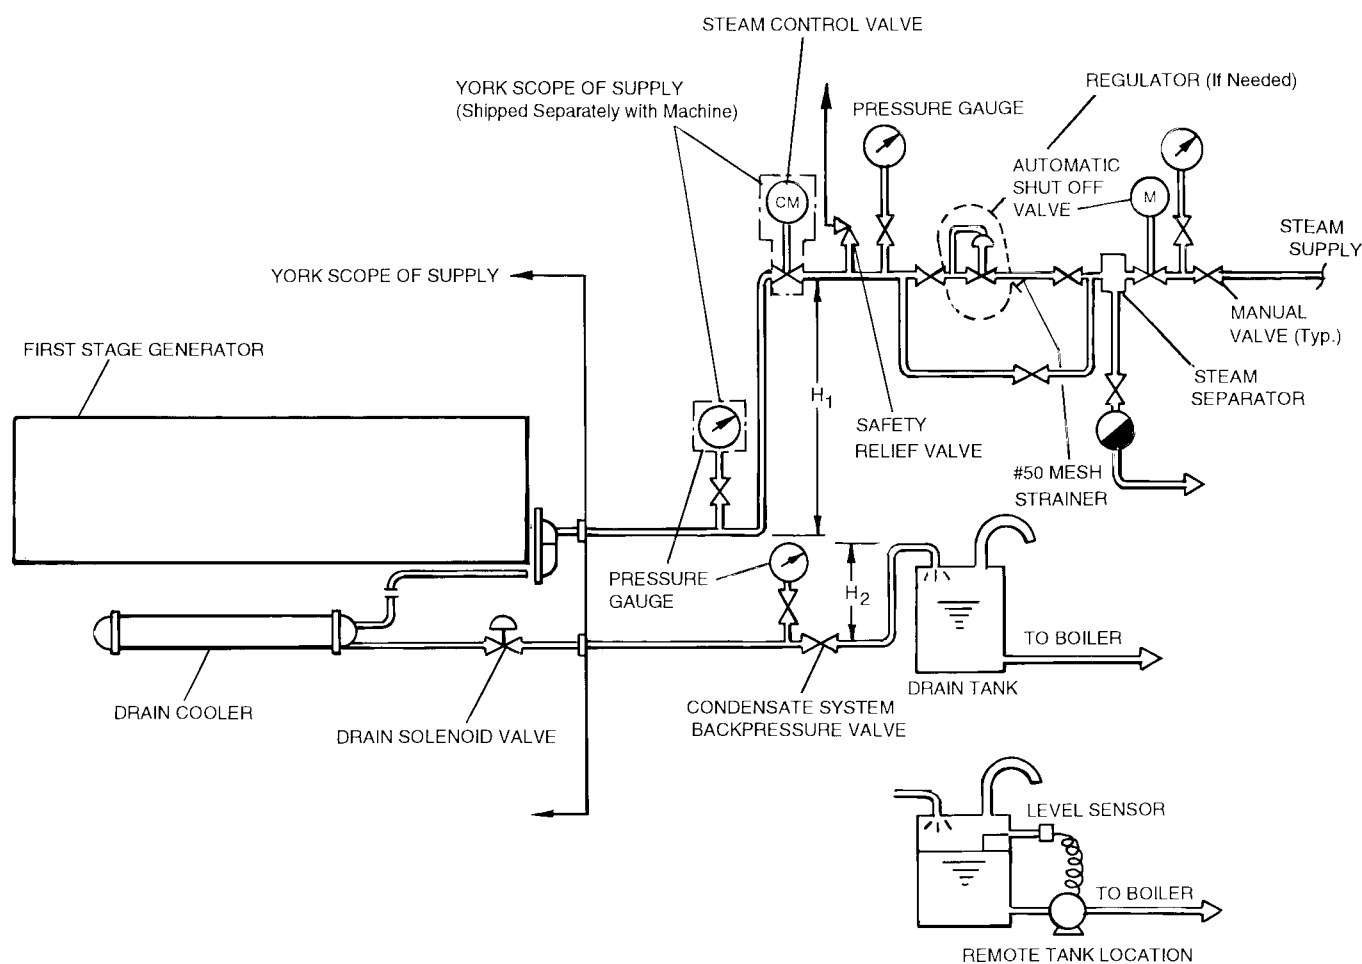 STEAM CONTROL VALVE
YORK SCOPE OF SUPPLY
(Shipped Separately with Machine)
PRESSURE GAUGE
REGULATOR (If Needed)
AUTOMATIC
SHUT OFF
VALVE
CM
M
STEAM
SUPPLY
YORK SCOPE OF SUPPLY
MANUAL
VALVE (Typ.)
FIRST STAGE GENERATOR
STEAM
SEPARATOR
H1
SAFETY
RELIEF VALVE
#50 MESH
STRAINER
PRESSURE
GAUGE
H2
TO BOILER
DRAIN TANK
DRAIN COOLER
DRAIN SOLENOID VALVE
CONDENSATE SYSTEM
BACKPRESSURE VALVE
LEVEL SENSOR
TO BOILER
REMOTE TANK LOCATION